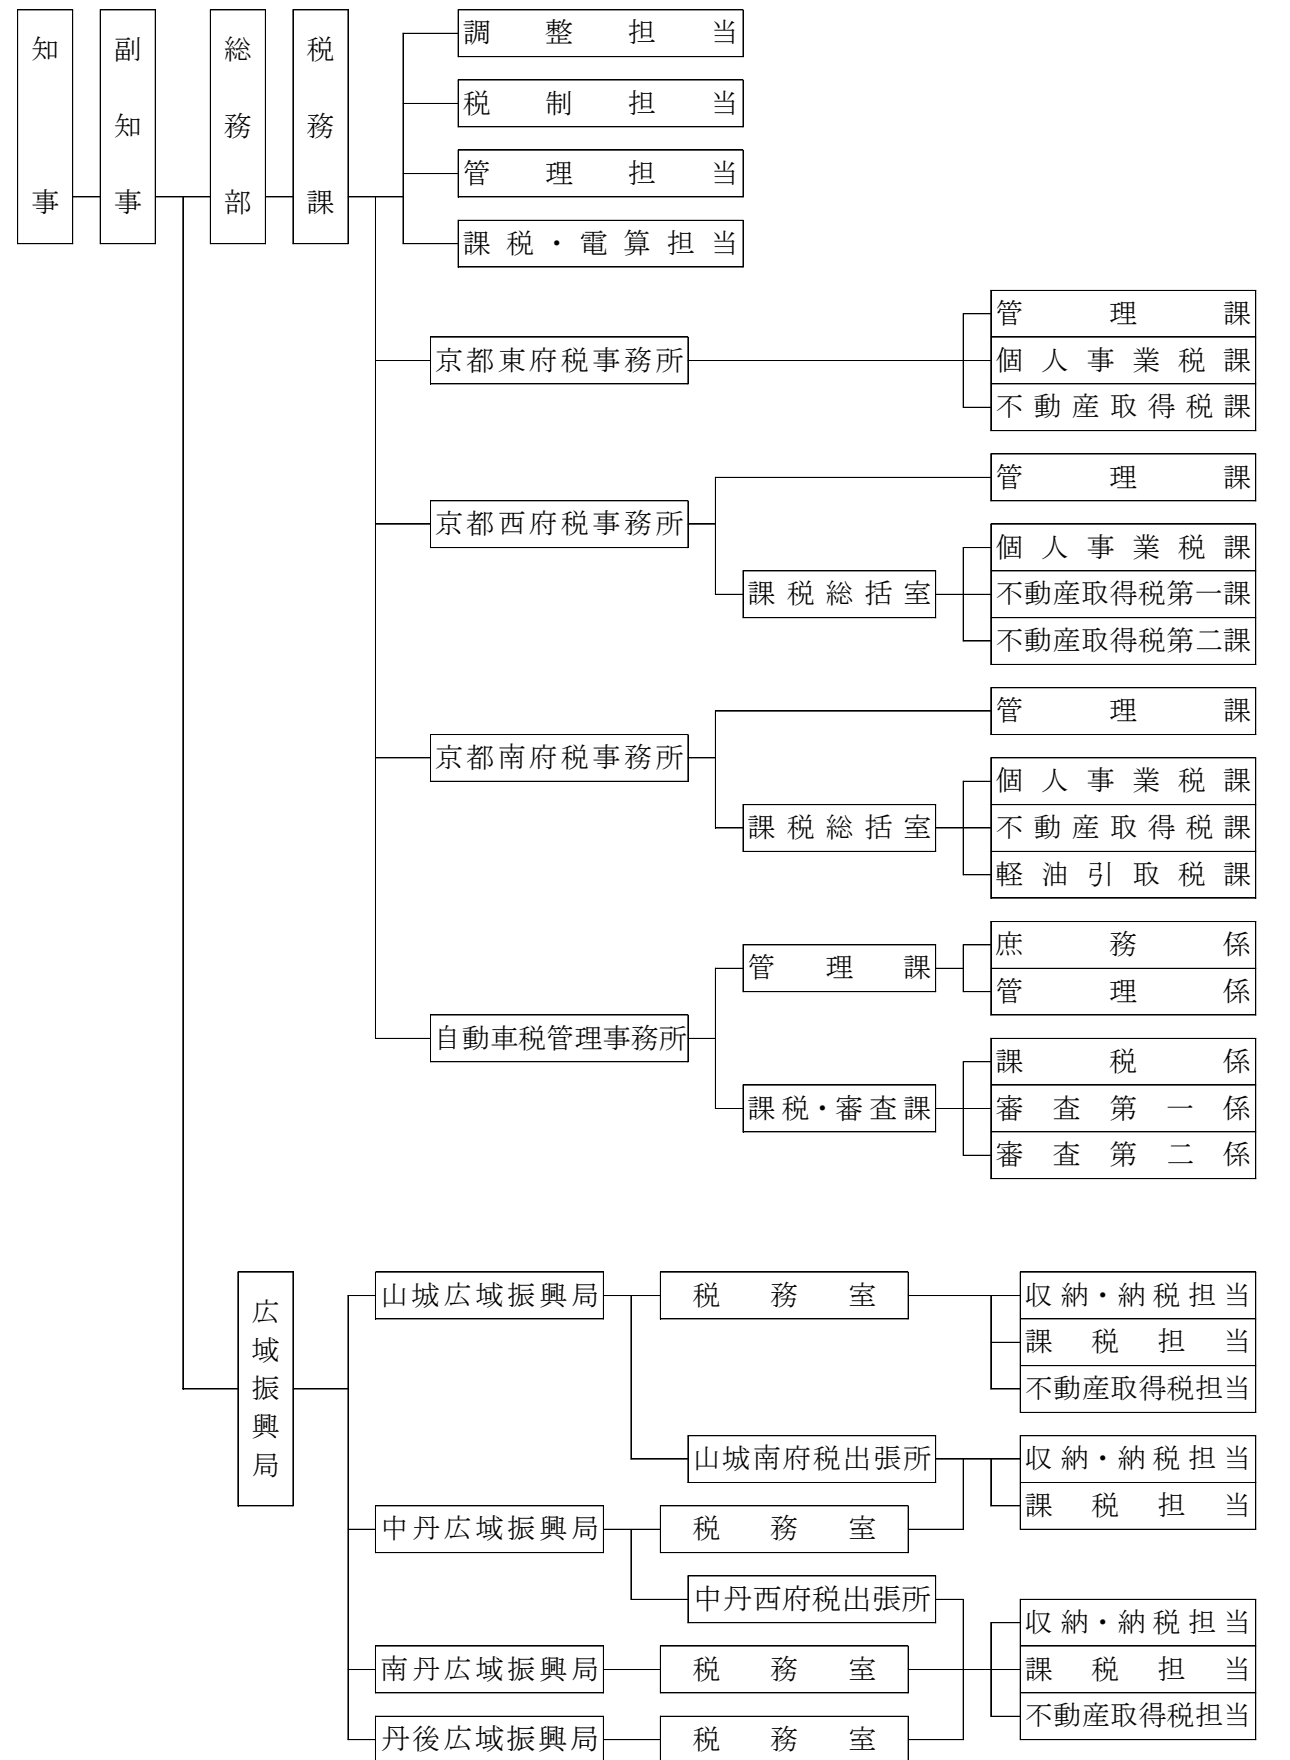 知事
副知事
総務部
税務課
調整担当
税制担当
管理担当
課税・電算担当
京都東府税事務所
管理課
個人事業税課
不動産取得税課
京都西府税事務所
管理課
課税総括室
個人事業税課
不動産取得税第一課
不動産取得税第二課
京都南府税事務所
管理課
課税総括室
個人事業税課
不動産取得税課
軽油引取税課
自動車税管理事務所
管理課
庶務係
管理係
課税・審査課
課税係
審査第一係
審査第二係
広域振興局
山城広域振興局
税務室
収納・納税担当
課税担当
不動産取得税担当
山城南府税出張所
収納・納税担当
課税担当
中丹広域振興局
税務室
中丹西府税出張所
収納・納税担当
南丹広域振興局
税務室
課税担当
不動産取得税担当
丹後広域振興局
税務室